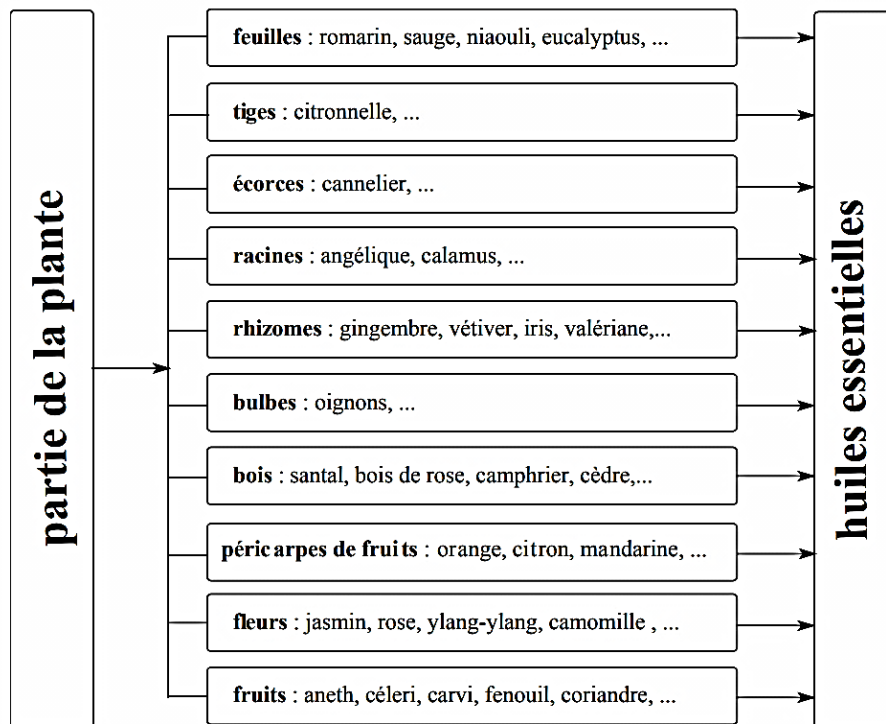 partie de la plante
feuilles : romarin, sauge, niaouli, eucalyptus, ...
tiges : citronnelle, ...
écorces : cannelier, ...
racines : angélique, calamus, ...
rhizomes : gingembre, vétiver, iris, valériane,...
bulbes : oignons, ...
bois : santal, bois de rose, camphrier, cèdre,...
péricarpes de fruits : orange, citron, mandarine, ...
fleurs : jasmin, rose, ylang-ylang, camomille , ...
fruits : aneth, céleri, carvi, fenouil, coriandre, ...
huiles essentielles